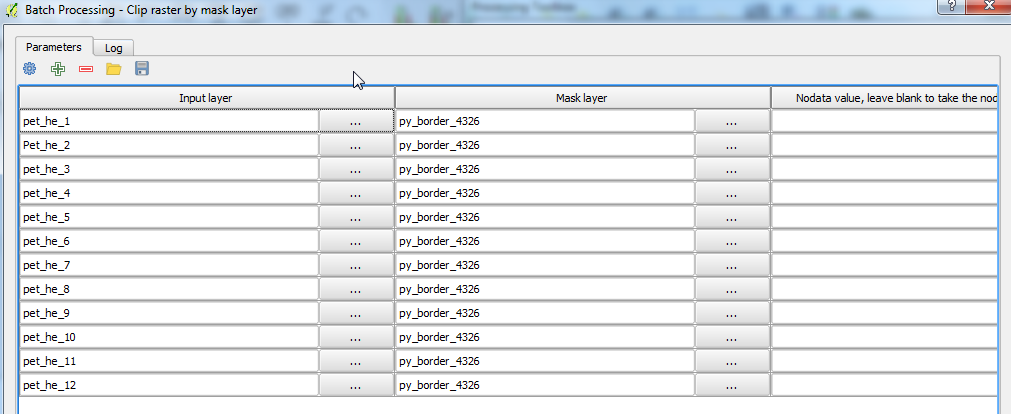 Batch Processing - Clip raster by mask layer
?
Parameters Log
Input layer Mask layer Nodata value, leave blank to take the nod
pet_he_1 ... py_border_4326 ...
Pet_he_2 ... py_border_4326 ...
pet_he_3 ... py_border_4326 ...
pet_he_4 ... py_border_4326 ...
pet_he_5 ... py_border_4326 ...
pet_he_6 ... py_border_4326 ...
pet_he_7 ... py_border_4326 ...
pet_he_8 ... py_border_4326 ...
pet_he_9 ... py_border_4326 ...
pet_he_10 ... py_border_4326 ...
pet_he_11 ... py_border_4326 ...
pet_he_12 ... py_border_4326 ...